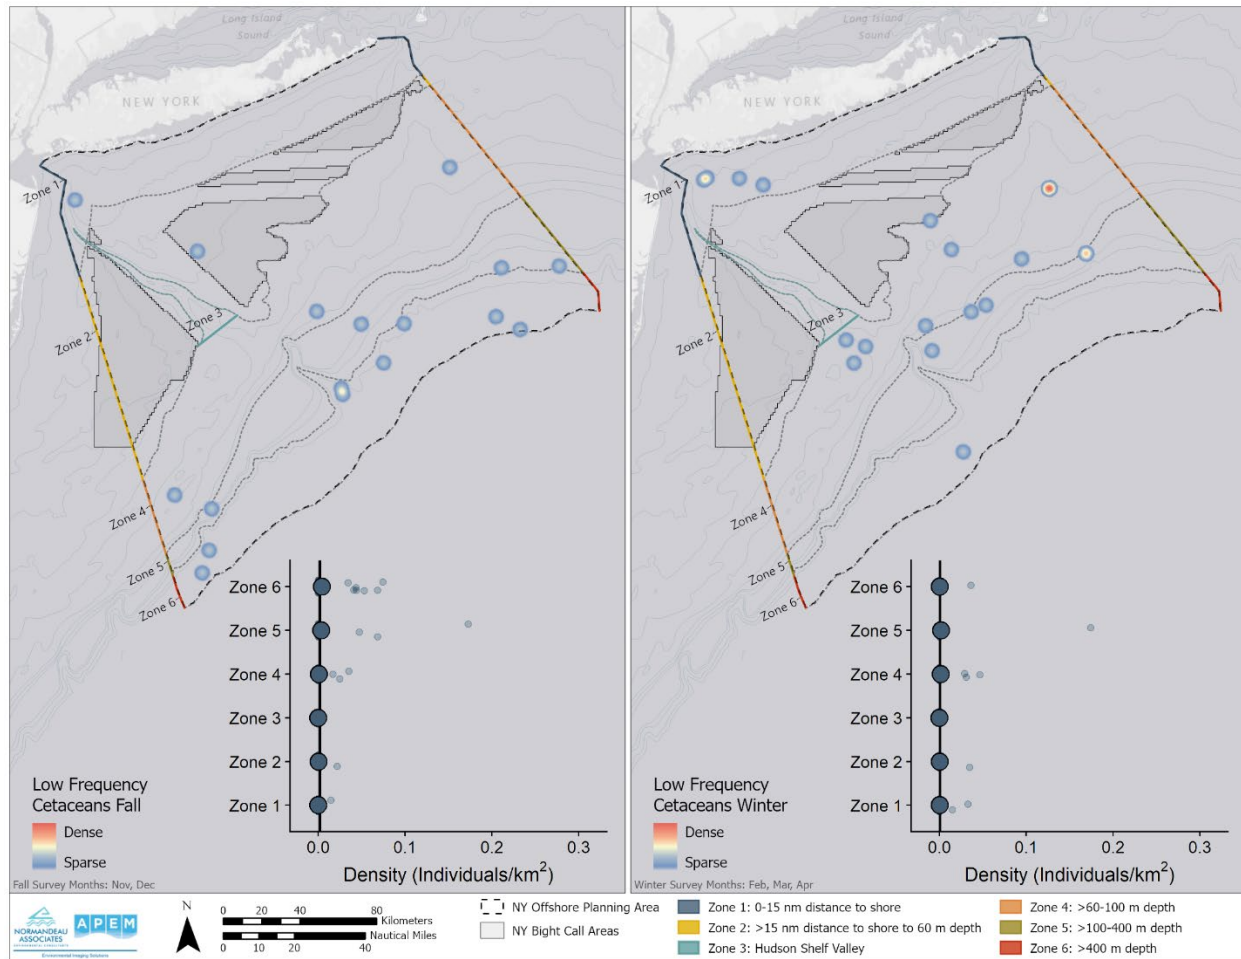 Long Island
Sound
NEW YORK
Zone 1
Zone 2
Zone 3
Zone 4
Zone 5
Zone 6
Zone 6
Zone 5
Zone 4
Zone 3
Zone 2
Zone 1
0.0 0.1 0.2 0.3
Density (Individuals/km²)
Low Frequency
Cetaceans Fall
Dense
Sparse
Fall Survey Months: Nov, Dec
Long Island
Sound
NEW YORK
Zone 1
Zone 2
Zone 3
Zone 4
Zone 5
Zone 6
Zone 6
Zone 5
Zone 4
Zone 3
Zone 2
Zone 1
0.0 0.1 0.2 0.3
Density (Individuals/km²)
Low Frequency
Cetaceans Winter
Dense
Sparse
Winter Survey Months: Feb, Mar, Apr
NORMANDEAU
ASSOCIATES
ENVIRONMENTAL CONSULTANTS
APEM
Environmental Imaging Solutions
N
0 20 40 80
Kilometers
Nautical Miles
0 10 20 40
NY Offshore Planning Area
NY Bight Call Areas
Zone 1: 0-15 nm distance to shore
Zone 2: >15 nm distance to shore to 60 m depth
Zone 3: Hudson Shelf Valley
Zone 4: >60-100 m depth
Zone 5: >100-400 m depth
Zone 6: >400 m depth